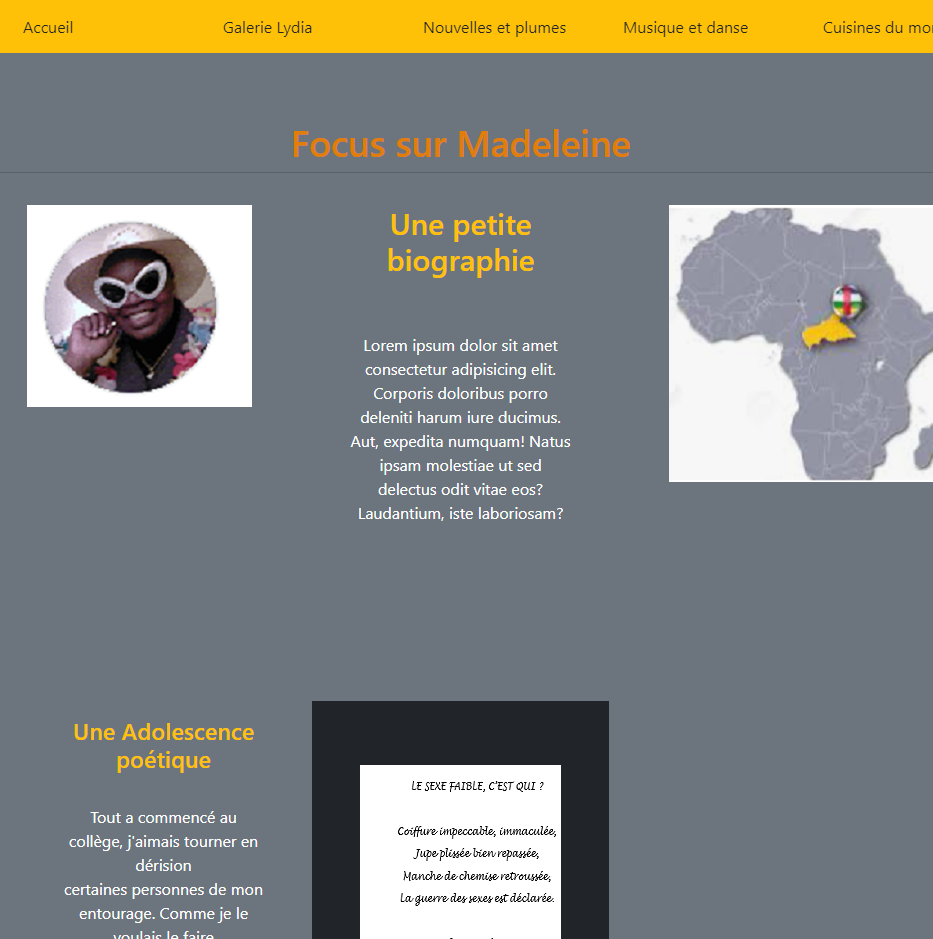 Accueil
Galerie Lydia
Nouvelles et plumes
Musique et danse
Cuisines du mo
Focus sur Madeleine
Une petite
biographie
Lorem ipsum dolor sit amet
consectetur adipisicing elit.
Corporis doloribus porro
deleniti harum iure ducimus.
Aut, expedita numquam! Natus
ipsam molestiae ut sed
delectus odit vitae eos?
Laudantium, iste laboriosam?
Une Adolescence
poétique
Tout a commencé au
collège, j'aimais tourner en
dérision
certaines personnes de mon
entourage. Comme je le
voulais le faire
LE SEXE FAIBLE, C'EST QUI ?
Coiffure impeccable, immaculée,
Jupe plissée bien repassée,
Manche de chemise retroussée,
La guerre des sexes est déclarée.